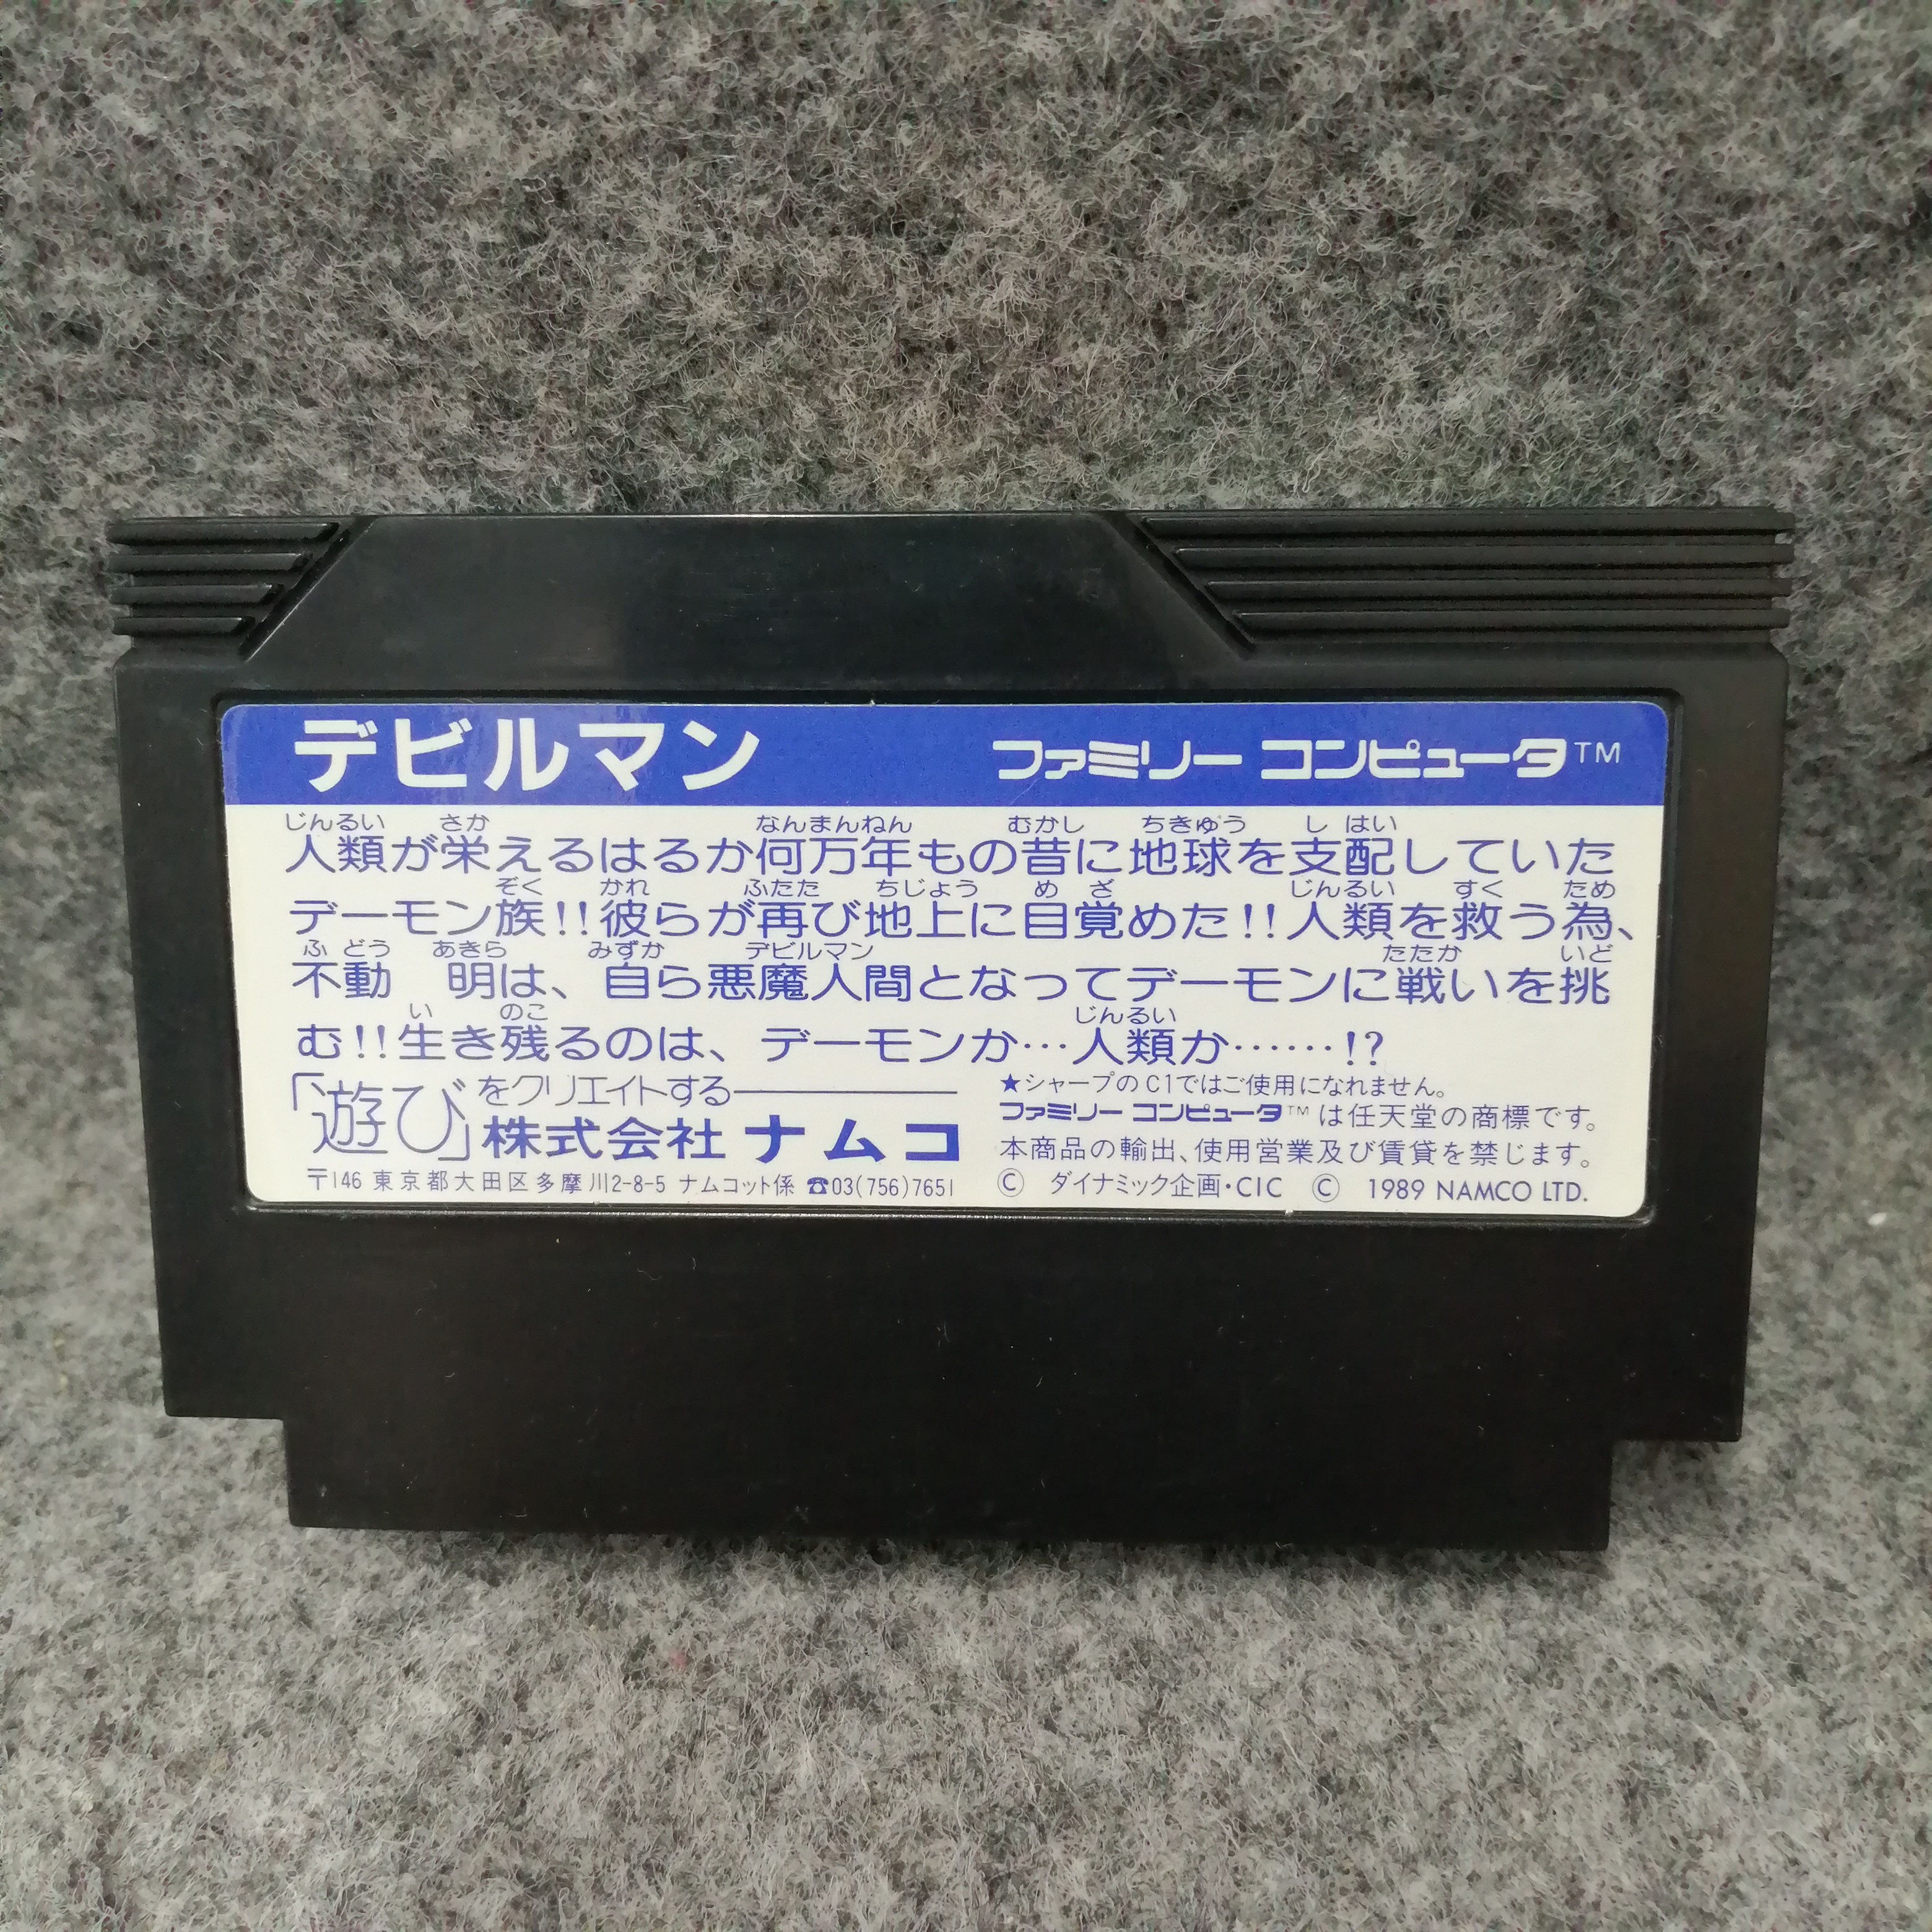 デビルマン ファミリー コンピュータ™
じんるい さか なんまんねん むかし ちきゅう し はい
人類が栄えるはるか何万年もの昔に地球を支配していた
ぞく かれ ふたた ちじょう め ざ じんるい すく ため
デーモン族!!彼らが再び地上に目覚めた!!人類を救う為、
ふ どう あきら みずか デビルマン たたか いど
不動 明は、自ら悪魔人間となってデーモンに戦いを挑
い のこ じんるい
む!!生き残るのは、デーモンか…人類か……!?
「遊び」をクリエイトする──
株式会社 ナムコ
〒146 東京都大田区多摩川2-8-5 ナムコット係 ☎03(756)7651
★シャープのC1ではご使用になれません。
ファミリー コンピュータ™は任天堂の商標です。
本商品の輸出、使用営業及び賃貸を禁じます。
© ダイナミック企画・CIC © 1989 NAMCO LTD.